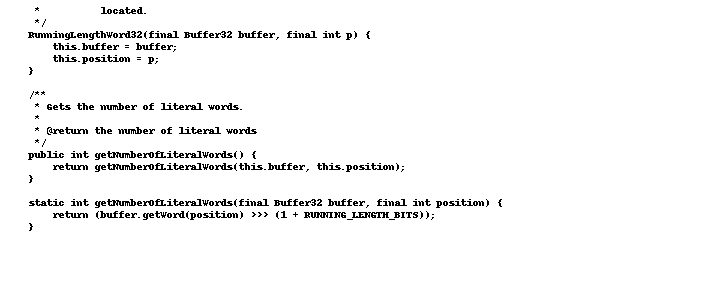 *          located.
 */
RunningLengthWord32(final Buffer32 buffer, final int p) {
    this.buffer = buffer;
    this.position = p;
}

/**
 * Gets the number of literal words.
 *
 * @return the number of literal words
 */
public int getNumberOfLiteralWords() {
    return getNumberOfLiteralWords(this.buffer, this.position);
}

static int getNumberOfLiteralWords(final Buffer32 buffer, final int position) {
    return (buffer.getWord(position) >>> (1 + RUNNING_LENGTH_BITS));
}